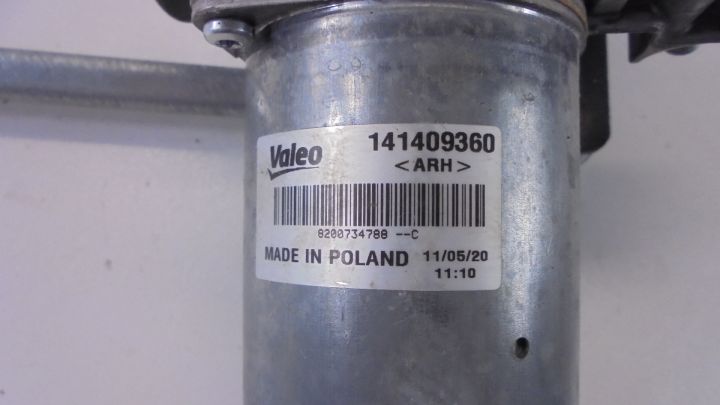 Valeo 141409360
<ARH>
8200734788 --C
MADE IN POLAND 11/05/20
11:10